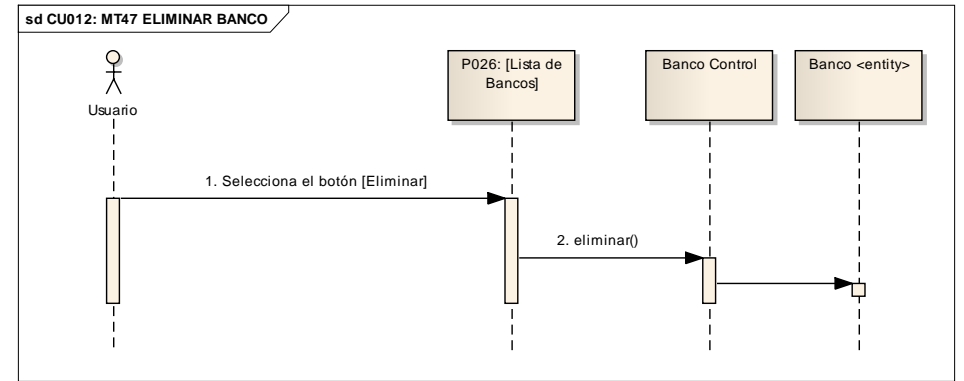 sd CU012: MT47 ELIMINAR BANCO
P026: [Lista de
Bancos]
Banco Control
Banco <entity>
Usuario
1. Selecciona el botón [Eliminar]
2. eliminar()